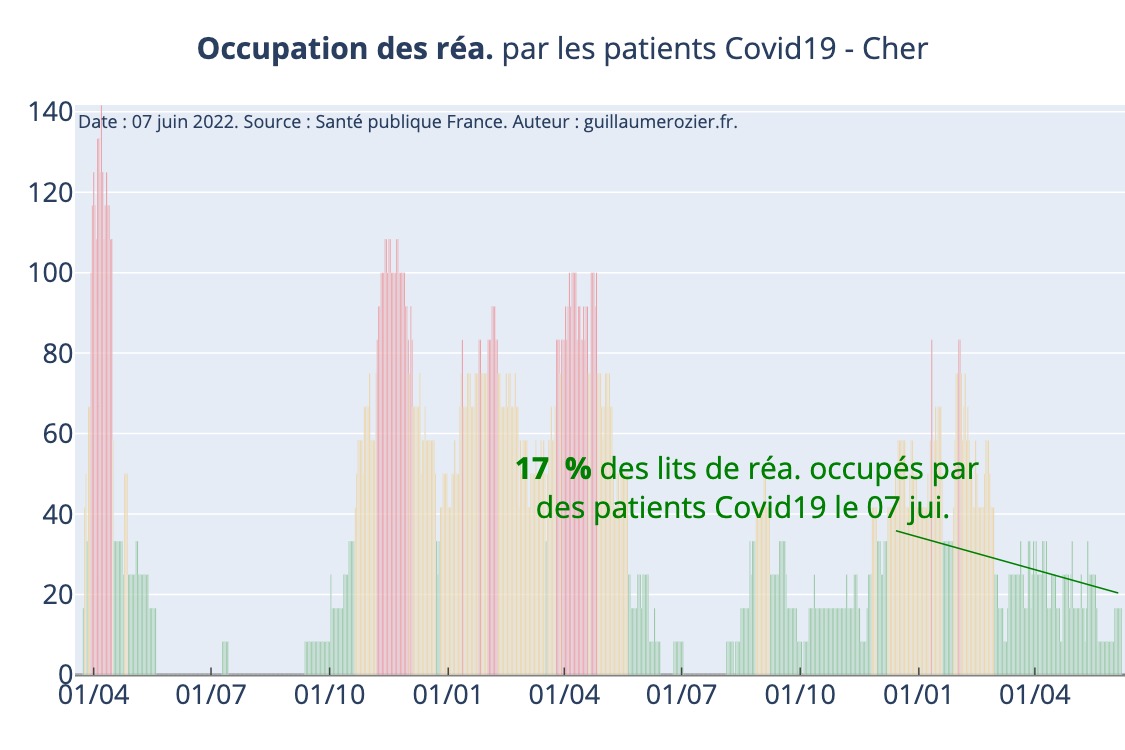 Occupation des réa. par les patients Covid19 - Cher
140
Date : 07 juin 2022. Source : Santé publique France. Auteur : guillaumerozier.fr.
120
100
80
60
17 % des lits de réa. occupés par
des patients Covid19 le 07 jui.
40
20
0
01/04 01/07 01/10 01/01 01/04 01/07 01/10 01/01 01/04